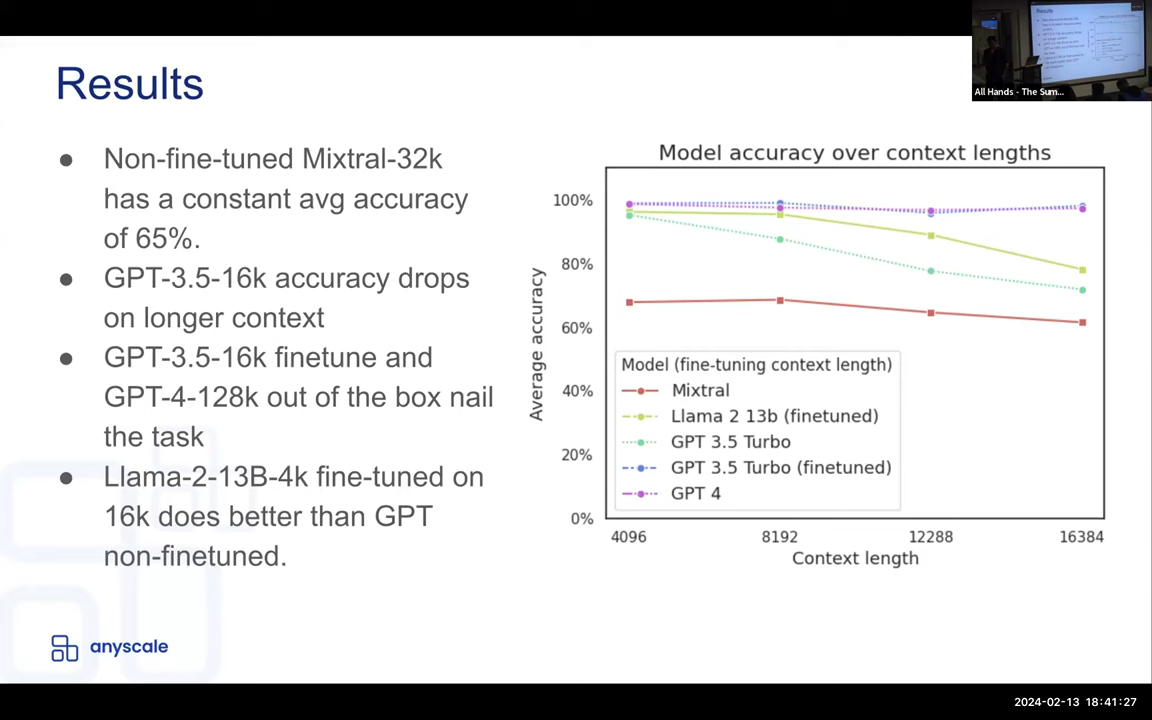 Results
All Hands - The Sum...
● Non-fine-tuned Mixtral-32k
has a constant avg accuracy
of 65%.
● GPT-3.5-16k accuracy drops
on longer context
● GPT-3.5-16k finetune and
GPT-4-128k out of the box nail
the task
● Llama-2-13B-4k fine-tuned on
16k does better than GPT
non-finetuned.
Model accuracy over context lengths
100%
80%
60%
40%
20%
0%
Average accuracy
Model (fine-tuning context length)
Mixtral
Llama 2 13b (finetuned)
GPT 3.5 Turbo
GPT 3.5 Turbo (finetuned)
GPT 4
4096 8192 12288 16384
Context length
anyscale
2024-02-13 18:41:27